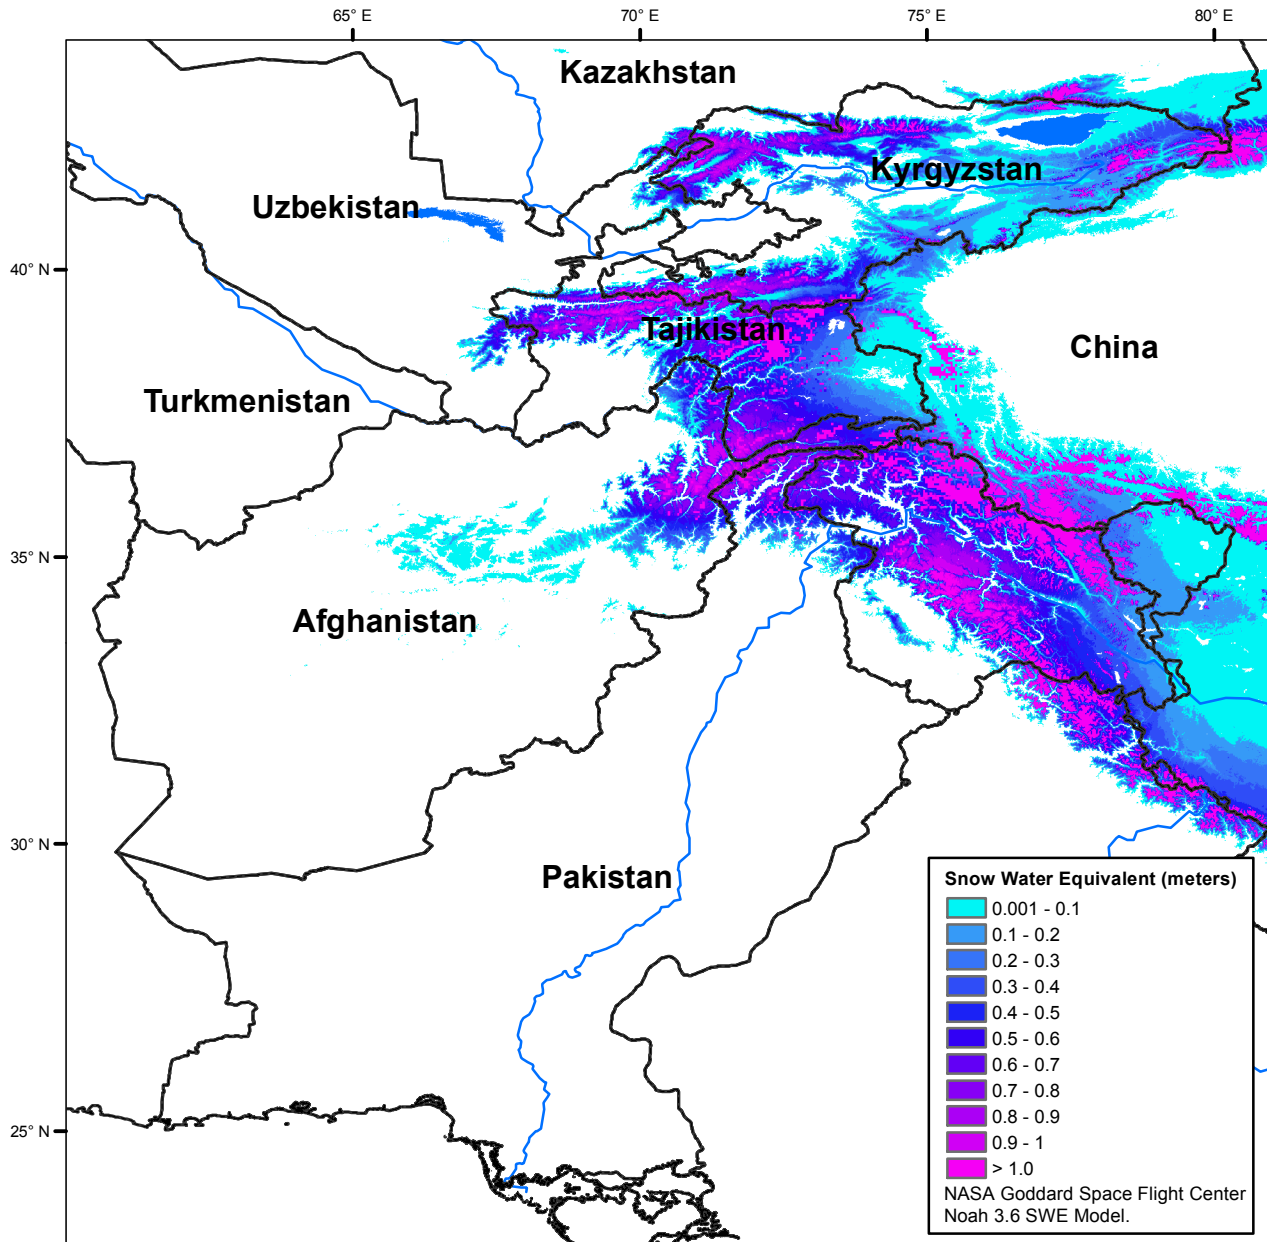 65° E
70° E
75° E
80° E
Kazakhstan
Kyrgyzstan
Uzbekistan
40° N
Tajikistan
China
Turkmenistan
35° N
Afghanistan
30° N
Pakistan
Snow Water Equivalent (meters)
0.001 - 0.1
0.1 - 0.2
0.2 - 0.3
0.3 - 0.4
0.4 - 0.5
0.5 - 0.6
0.6 - 0.7
0.7 - 0.8
0.8 - 0.9
0.9 - 1
> 1.0
25° N
NASA Goddard Space Flight Center
Noah 3.6 SWE Model.